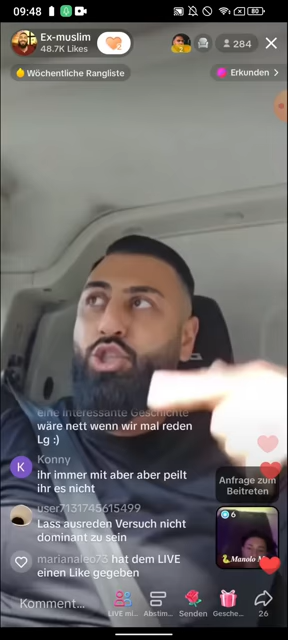 09:48
80
Ex-muslim
48.7K Likes
284
Wöchentliche Rangliste
Erkunden >
eine interessante Geschichte
wäre nett wenn wir mal reden
Lg :)
K
Konny
ihr immer mit aber aber peilt
ihr es nicht
user7131745615499
Lass ausreden Versuch nicht
dominant zu sein
marianaleo73 hat dem LIVE
einen Like gegeben
Anfrage zum
Beitreten
6
Manolo
Komment...
LIVE mi...
Abstim...
Senden
Gesche...
26